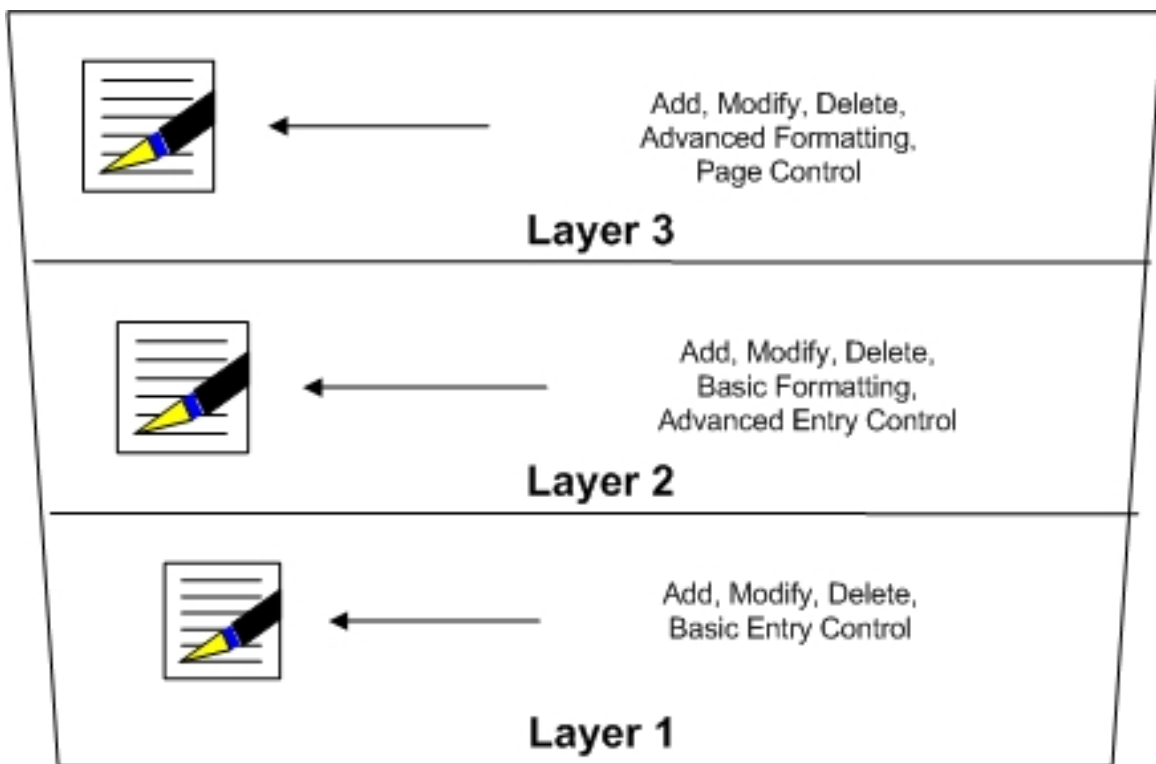 Add, Modify, Delete,
Advanced Formatting,
Page Control
Layer 3
Add, Modify, Delete,
Basic Formatting,
Advanced Entry Control
Layer 2
Add, Modify, Delete,
Basic Entry Control
Layer 1